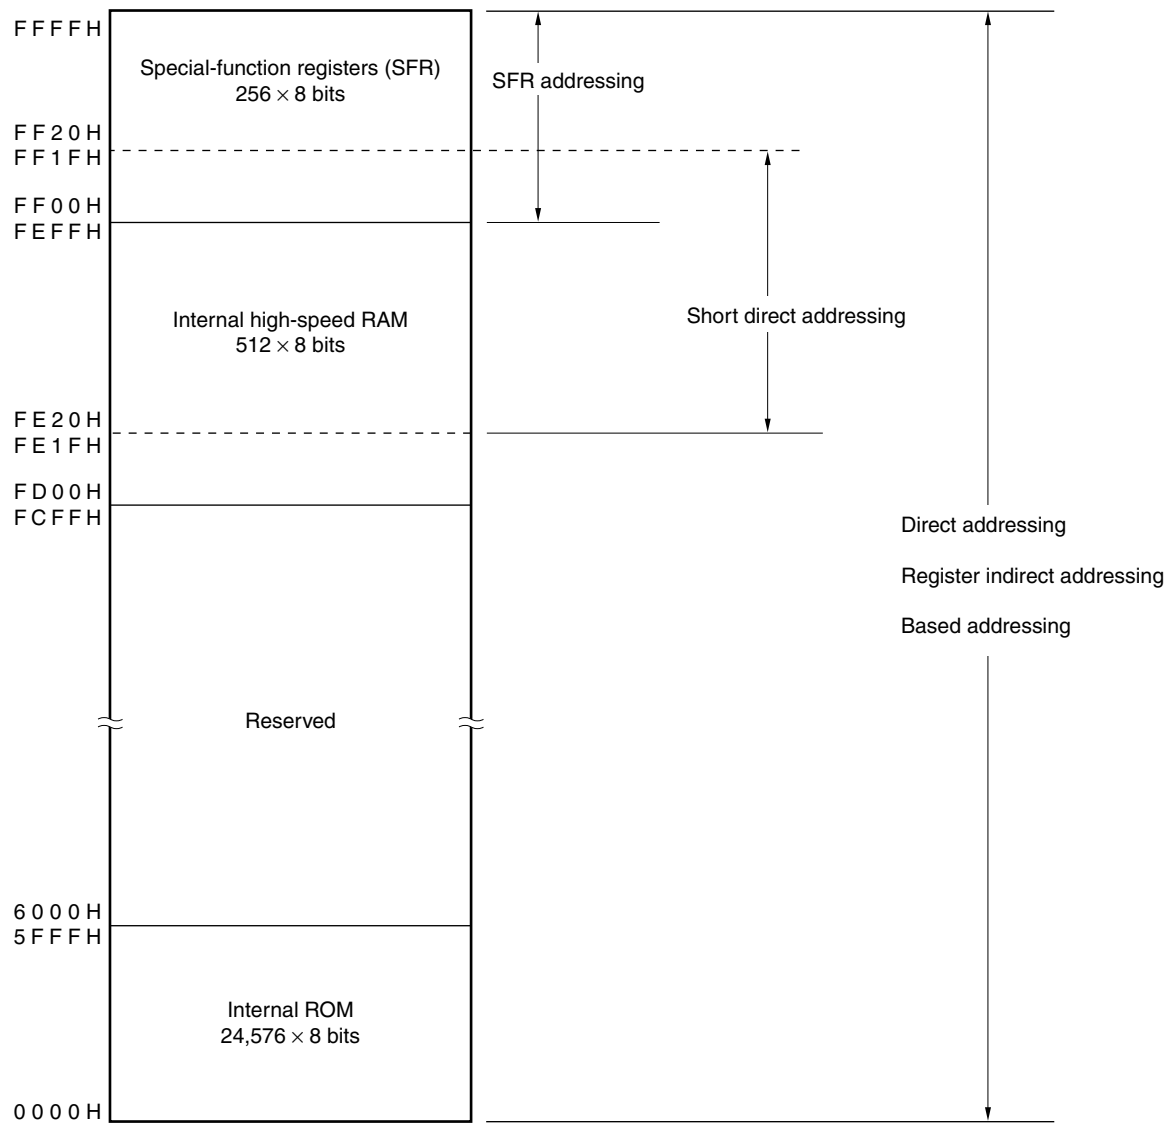 FFFFH
Special-function registers (SFR)
256 × 8 bits
SFR addressing
FF20H
FF1FH
FF00H
FEFFH
Internal high-speed RAM
512 × 8 bits
Short direct addressing
FE20H
FE1FH
FD00H
FCFFH
Direct addressing
Register indirect addressing
Based addressing
Reserved
6000H
5FFFH
Internal ROM
24,576 × 8 bits
0000H